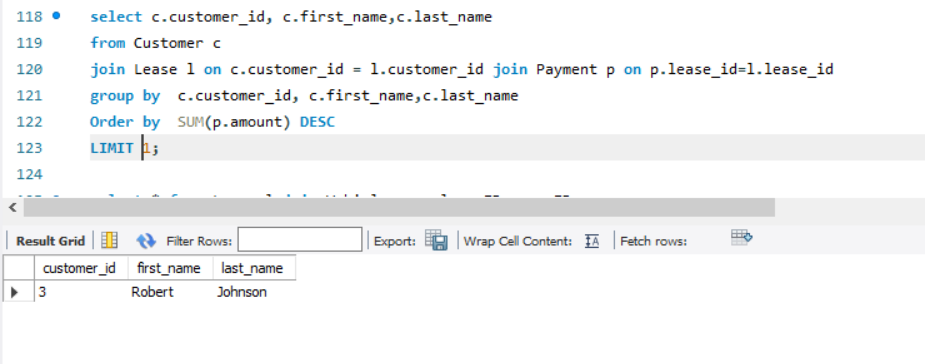 118 select c.customer_id, c.first_name,c.last_name
119 from Customer c
120 join Lease l on c.customer_id = l.customer_id join Payment p on p.lease_id=l.lease_id
121 group by  c.customer_id, c.first_name,c.last_name
122 Order by  SUM(p.amount) DESC
123 LIMIT 1;
124
Result Grid Filter Rows: Export: Wrap Cell Content: Fetch rows:
customer_id first_name last_name
3 Robert Johnson